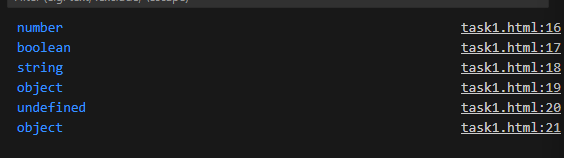 number task1.html:16
boolean task1.html:17
string task1.html:18
object task1.html:19
undefined task1.html:20
object task1.html:21